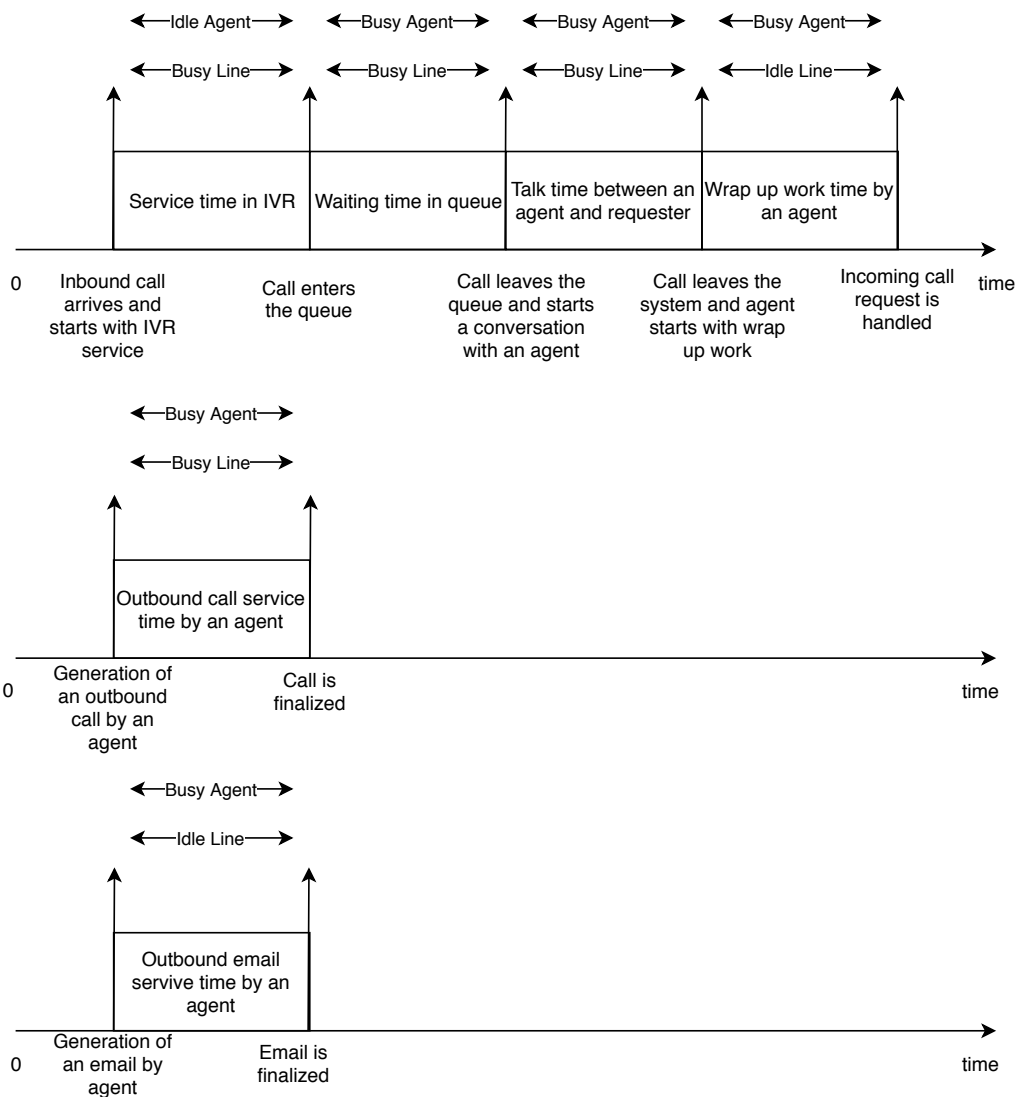 Idle Agent Busy Agent Busy Agent Busy Agent
Busy Line Busy Line Busy Line Idle Line
Service time in IVR
Waiting time in queue
Talk time between an
agent and requester
Wrap up work time by
an agent
0
Inbound call
arrives and
starts with IVR
service
Call enters
the queue
Call leaves the
queue and starts
a conversation
with an agent
Call leaves the
system and agent
starts with wrap
up work
Incoming call
request is
handled
time
Busy Agent
Busy Line
Outbound call service
time by an agent
0
Generation of
an outbound
call by an
agent
Call is
finalized
time
Busy Agent
Idle Line
Outbound email
servive time by an
agent
0
Generation of
an email by
agent
Email is
finalized
time